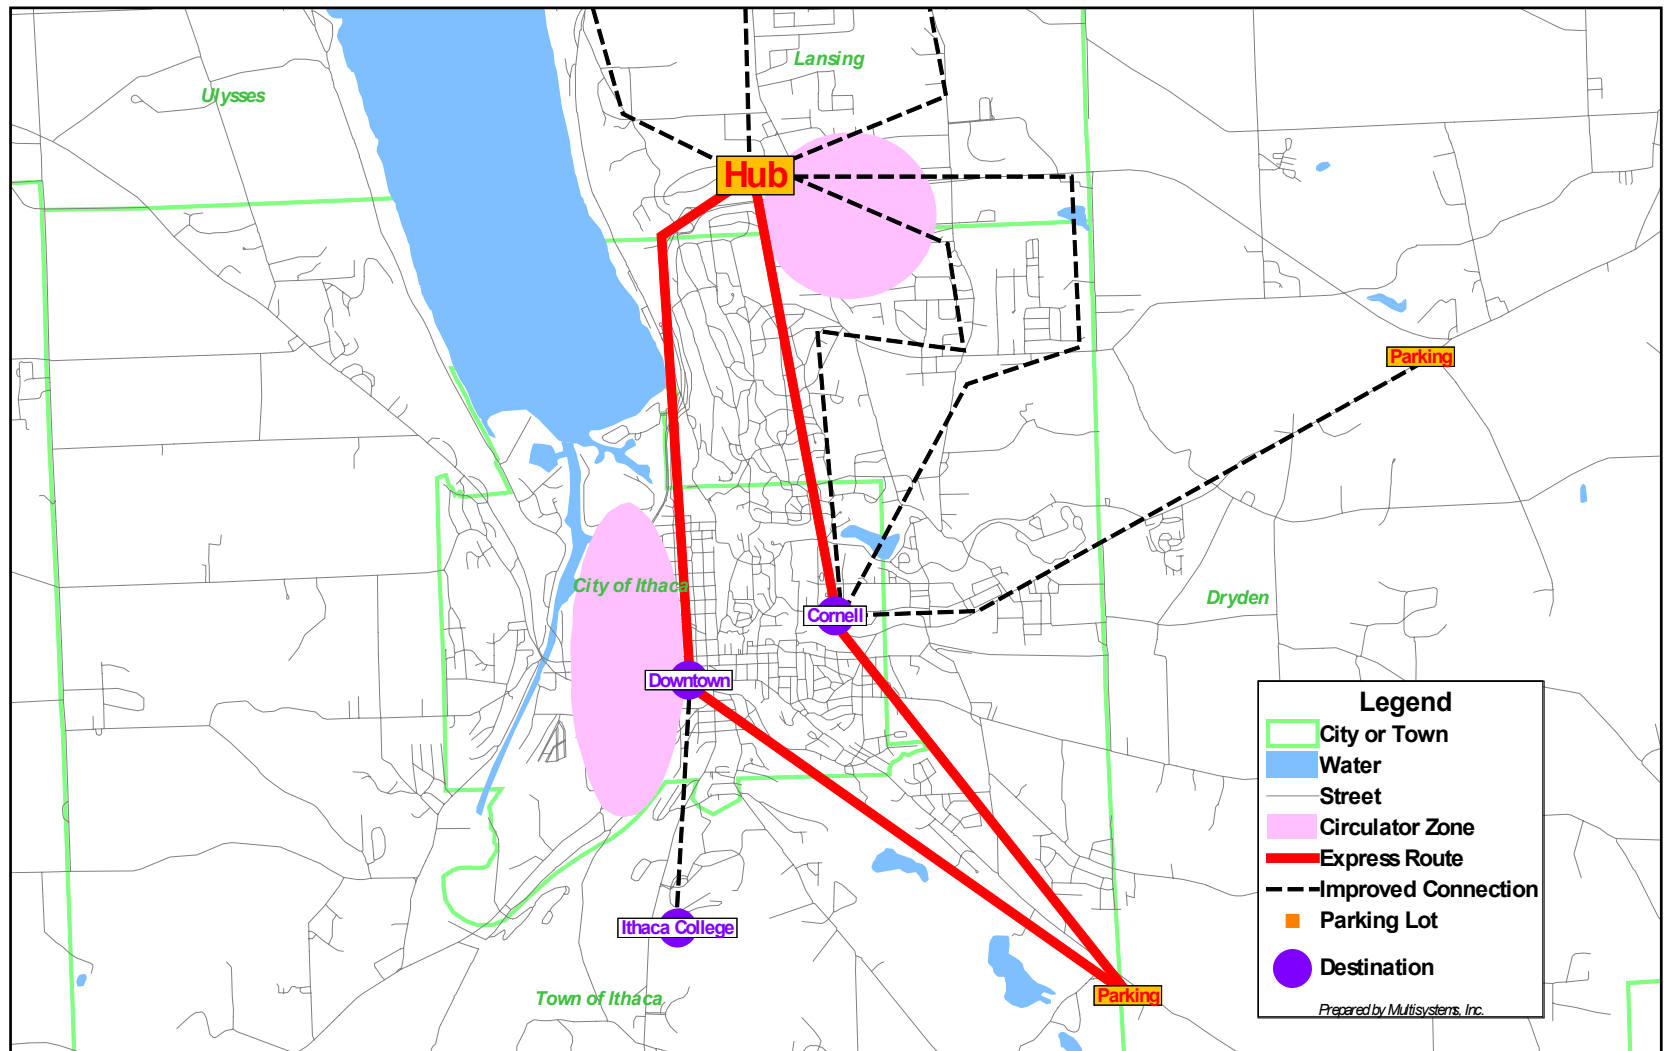 Lansing
Ulysses
Hub
Parking
City of Ithaca
Dryden
Cornell
Downtown
Ithaca College
Town of Ithaca
Parking
Legend
City or Town
Water
Street
Circulator Zone
Express Route
Improved Connection
Parking Lot
Destination
Prepared by Multisystems, Inc.